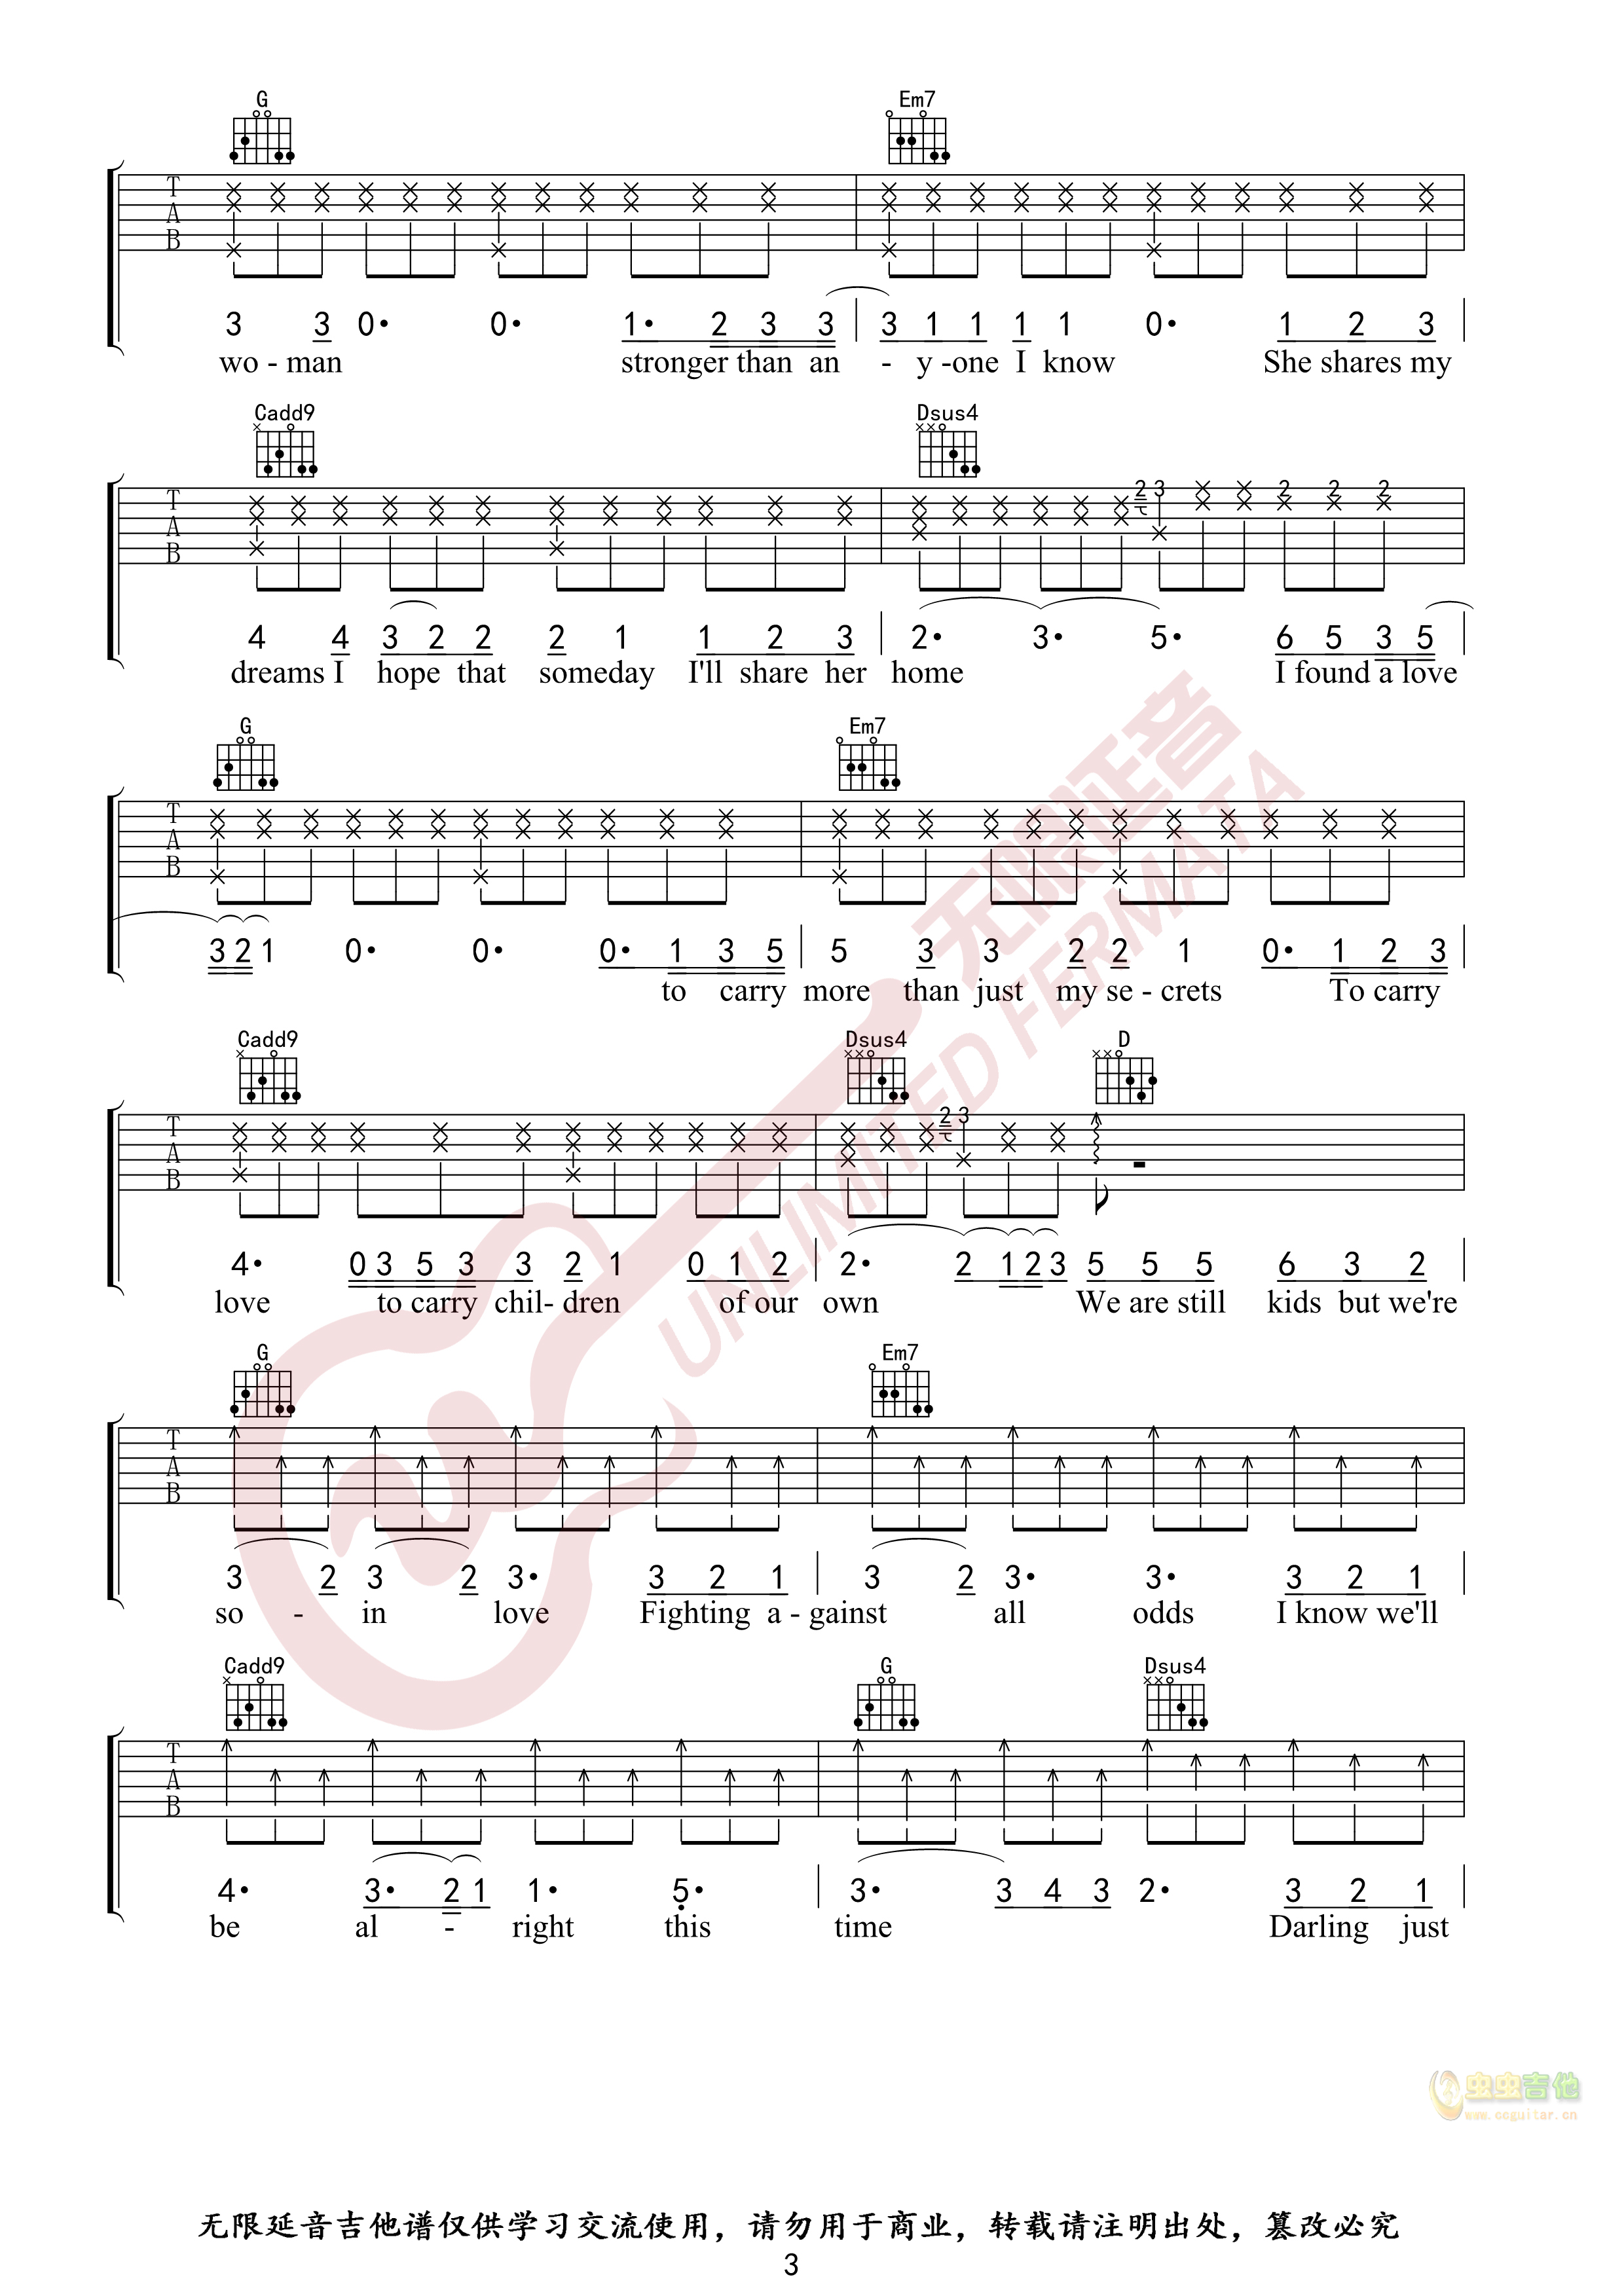 G Em7
T
A
B
3 3 0• 0• 1• 2 3 3 3 1 1 1 1 0• 1 2 3
wo - man stronger than an - y -one I know She shares my
Cadd9 Dsus4
2 3 2 2 2
T
A
B
4 4 3 2 2 2 1 1 2 3 2• 3• 5• 6 5 3 5
dreams I hope that someday I'll share her home I found a love
G Em7
T
A
B
3 2 1 0• 0• 0• 1 3 5 5 3 3 2 2 1 0• 1 2 3
to carry more than just my se - crets To carry
Cadd9 Dsus4 D
2 3
T
A
B
4• 0 3 5 3 3 2 1 0 1 2 2• 2 1 2 3 5 5 5 6 3 2
love to carry chil- dren of our own We are still kids but we're
G Em7
T
A
B
3 2 3 2 3• 3 2 1 3 2 3• 3• 3 2 1
so - in love Fighting a - gainst all odds I know we'll
Cadd9 G Dsus4
T
A
B
4• 3• 2 1 1• 5• 3• 3 4 3 2• 3 2 1
be al - right this time Darling just
无限延音
UNLIMITED FERMATA
虫虫吉他
www.ccguitar.cn
无限延音吉他谱仅供学习交流使用，请勿用于商业，转载请注明出处，篡改必究
3